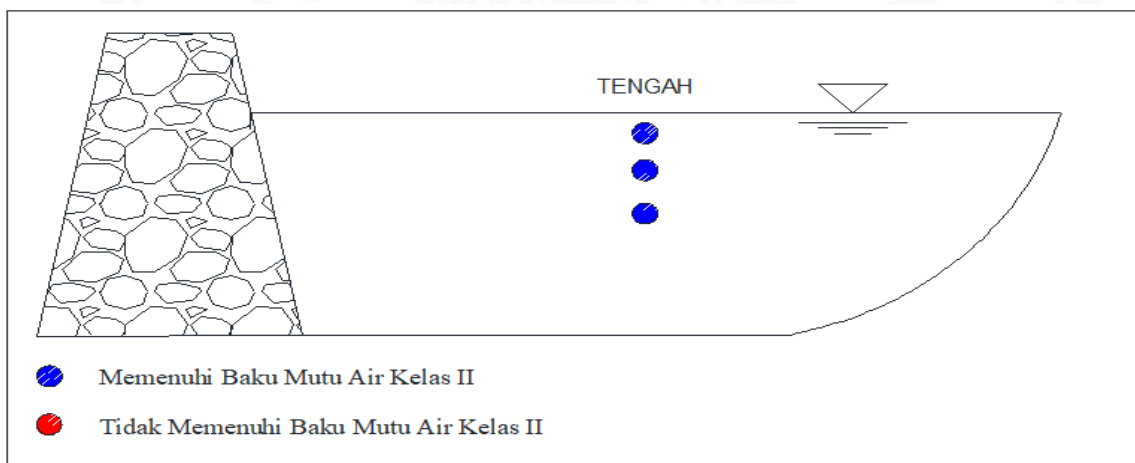 TENGAH
Memenuhi Baku Mutu Air Kelas II
Tidak Memenuhi Baku Mutu Air Kelas II